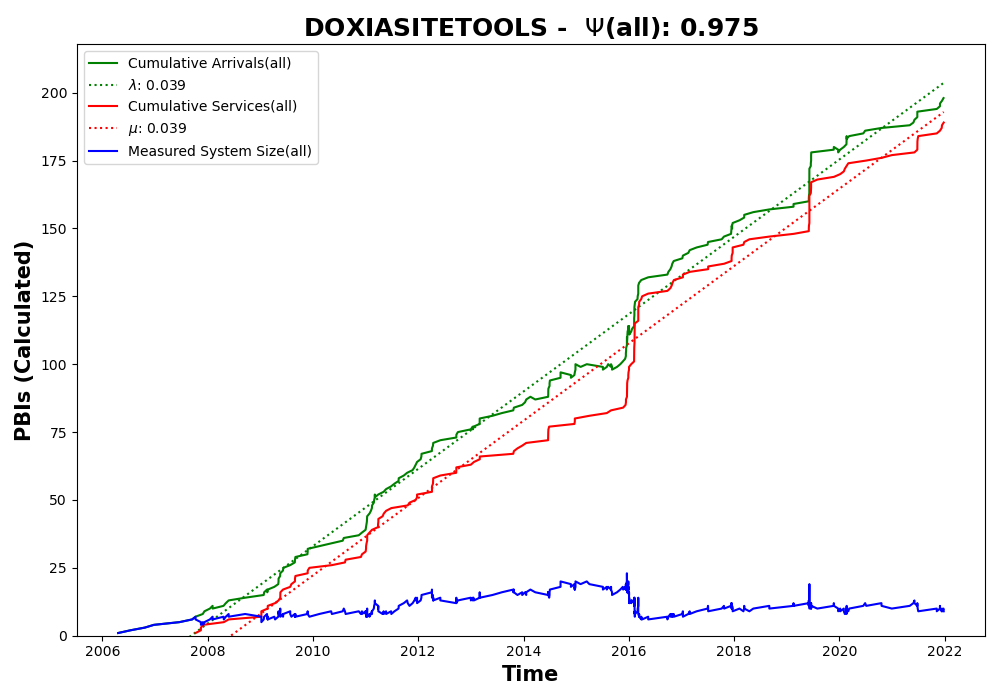 DOXIASITETOOLS - Ψ(all): 0.975
Cumulative Arrivals(all)
λ: 0.039
Cumulative Services(all)
μ: 0.039
Measured System Size(all)
PBIs (Calculated)
200
175
150
125
100
75
50
25
0
2006 2008 2010 2012 2014 2016 2018 2020 2022
Time